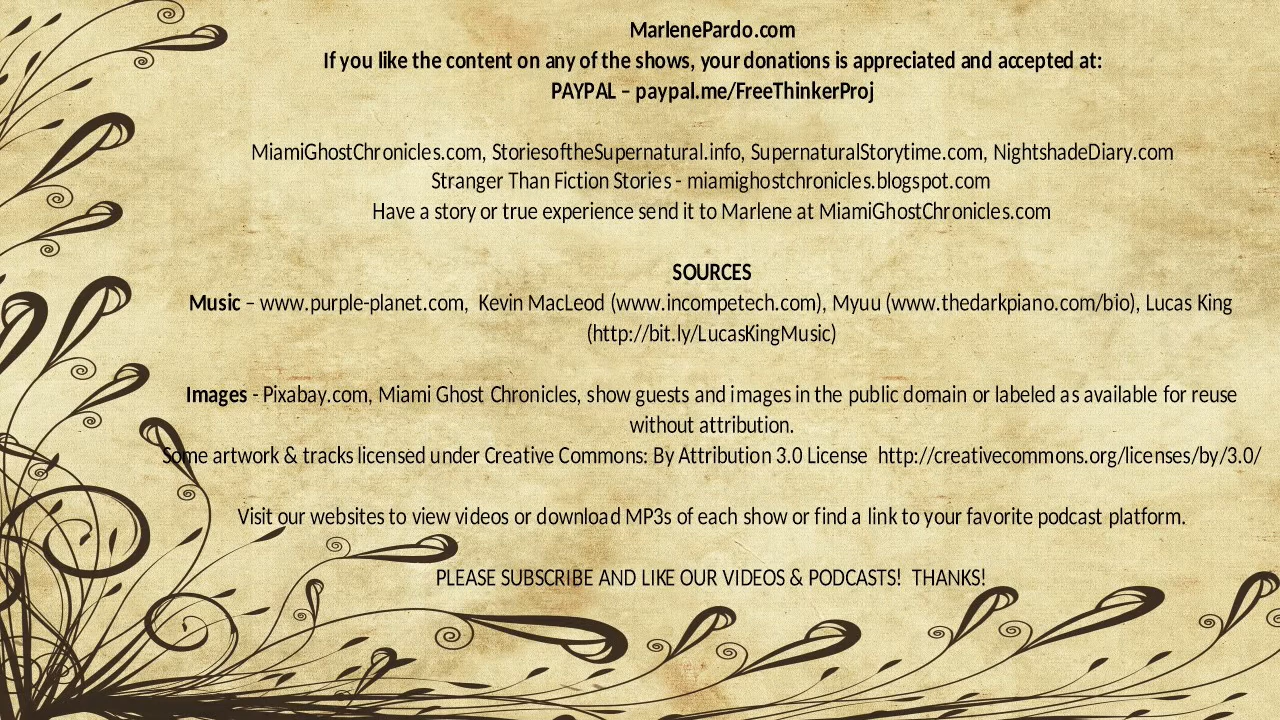 MarlenePardo.com
If you like the content on any of the shows, your donations is appreciated and accepted at:
PAYPAL – paypal.me/FreeThinkerProj
MiamiGhostChronicles.com, StoriesoftheSupernatural.info, SupernaturalStorytime.com, NightshadeDiary.com
Stranger Than Fiction Stories - miamighostchronicles.blogspot.com
Have a story or true experience send it to Marlene at MiamiGhostChronicles.com
SOURCES
Music – www.purple-planet.com,  Kevin MacLeod (www.incompetech.com), Myuu (www.thedarkpiano.com/bio), Lucas King
(http://bit.ly/LucasKingMusic)
Images - Pixabay.com, Miami Ghost Chronicles, show guests and images in the public domain or labeled as available for reuse
without attribution.
Some artwork & tracks licensed under Creative Commons: By Attribution 3.0 License  http://creativecommons.org/licenses/by/3.0/
Visit our websites to view videos or download MP3s of each show or find a link to your favorite podcast platform.
PLEASE SUBSCRIBE AND LIKE OUR VIDEOS & PODCASTS!  THANKS!